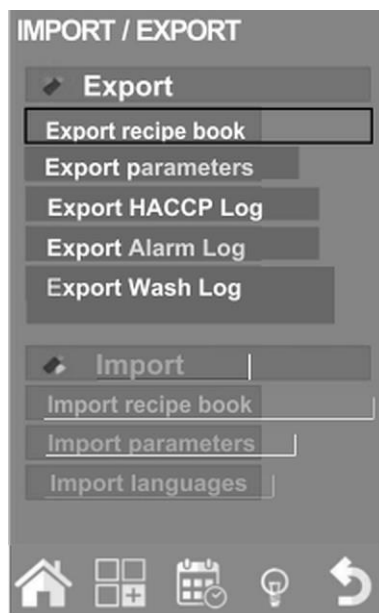 IMPORT / EXPORT
Export
Export recipe book
Export parameters
Export HACCP Log
Export Alarm Log
Export Wash Log
Import
Import recipe book
Import parameters
Import languages